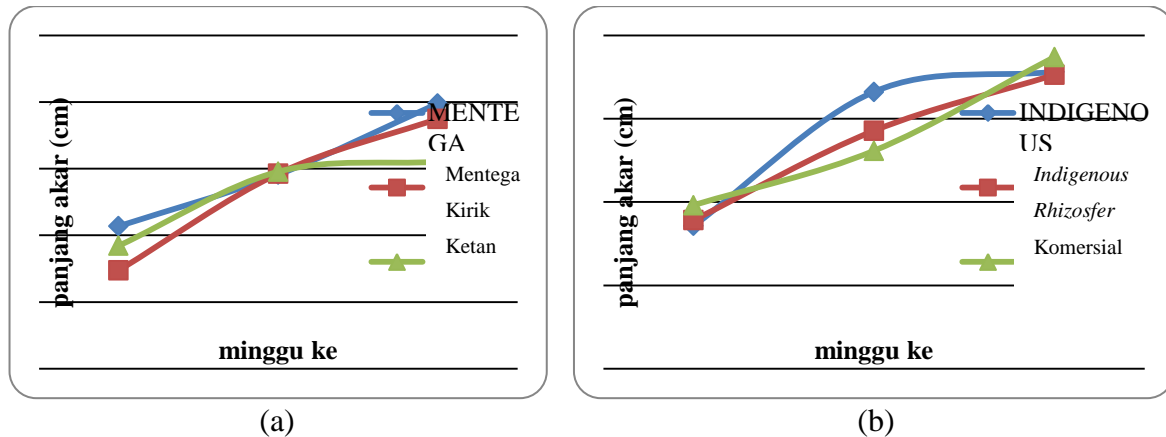 panjang akar (cm)
MENTE
GA
Mentega
Kirik
Ketan
minggu ke
(a)
panjang akar (cm)
INDIGENO
US
Indigenous
Rhizosfer
Komersial
minggu ke
(b)